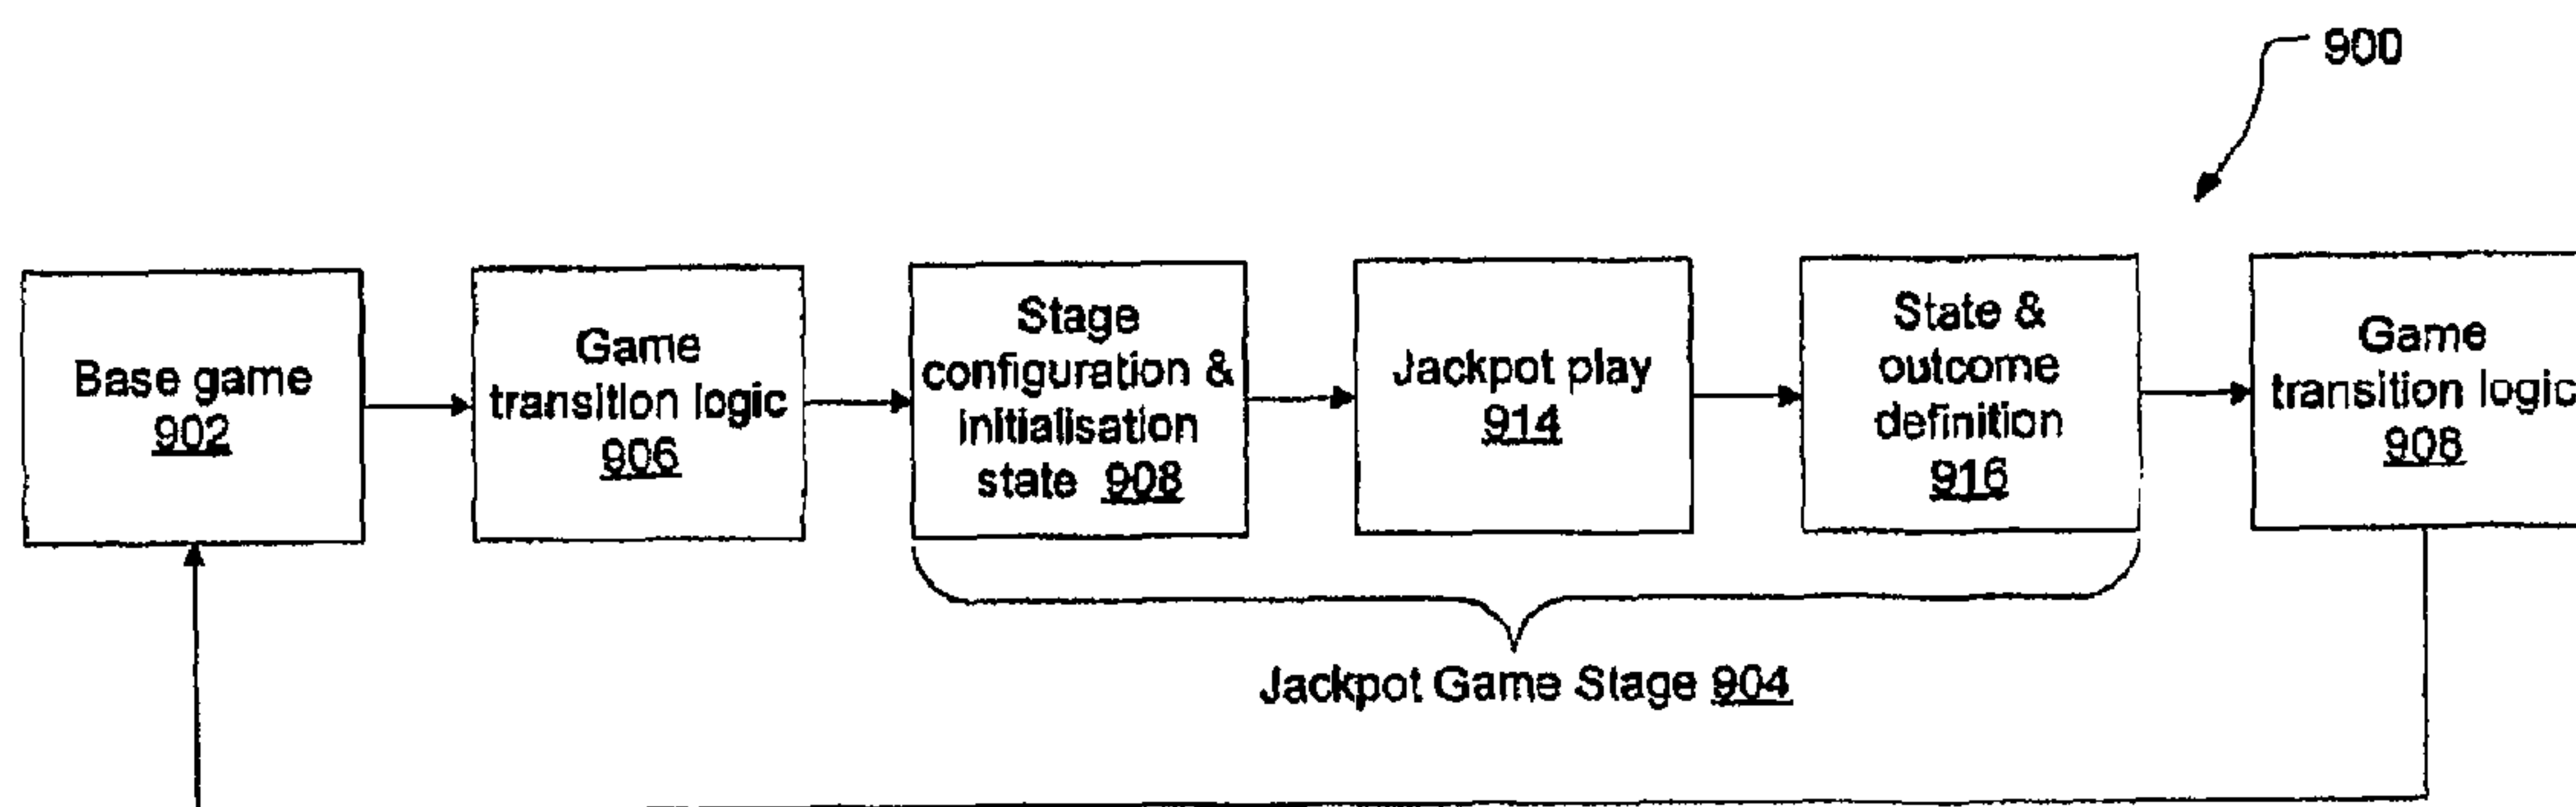 900
Base game
902
Game
transition logic
906
Stage
configuration &
initialisation
state 908
Jackpot play
914
State &
outcome
definition
916
Game
transition logic
906
Jackpot Game Stage 904